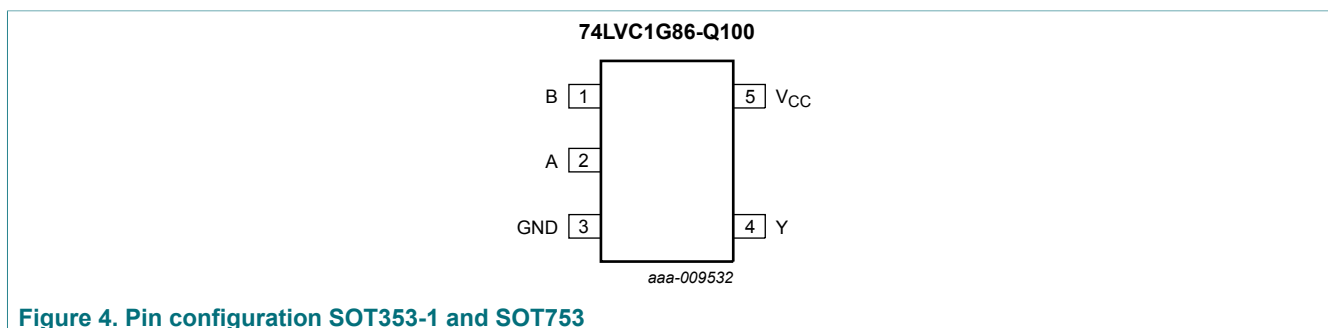 74LVC1G86-Q100
B 1 5 VCC
A 2
GND 3 4 Y
aaa-009532
Figure 4. Pin configuration SOT353-1 and SOT753